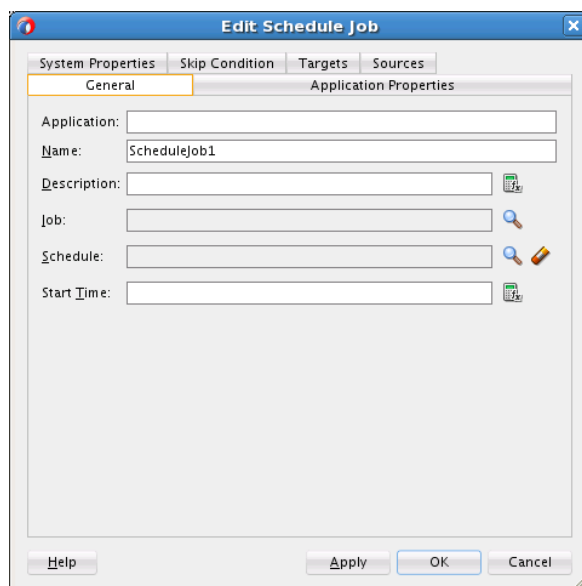 Edit Schedule Job
System Properties Skip Condition Targets Sources
General Application Properties
Application:
Name: ScheduleJob1
Description:
Job:
Schedule:
Start Time:
Help Apply OK Cancel